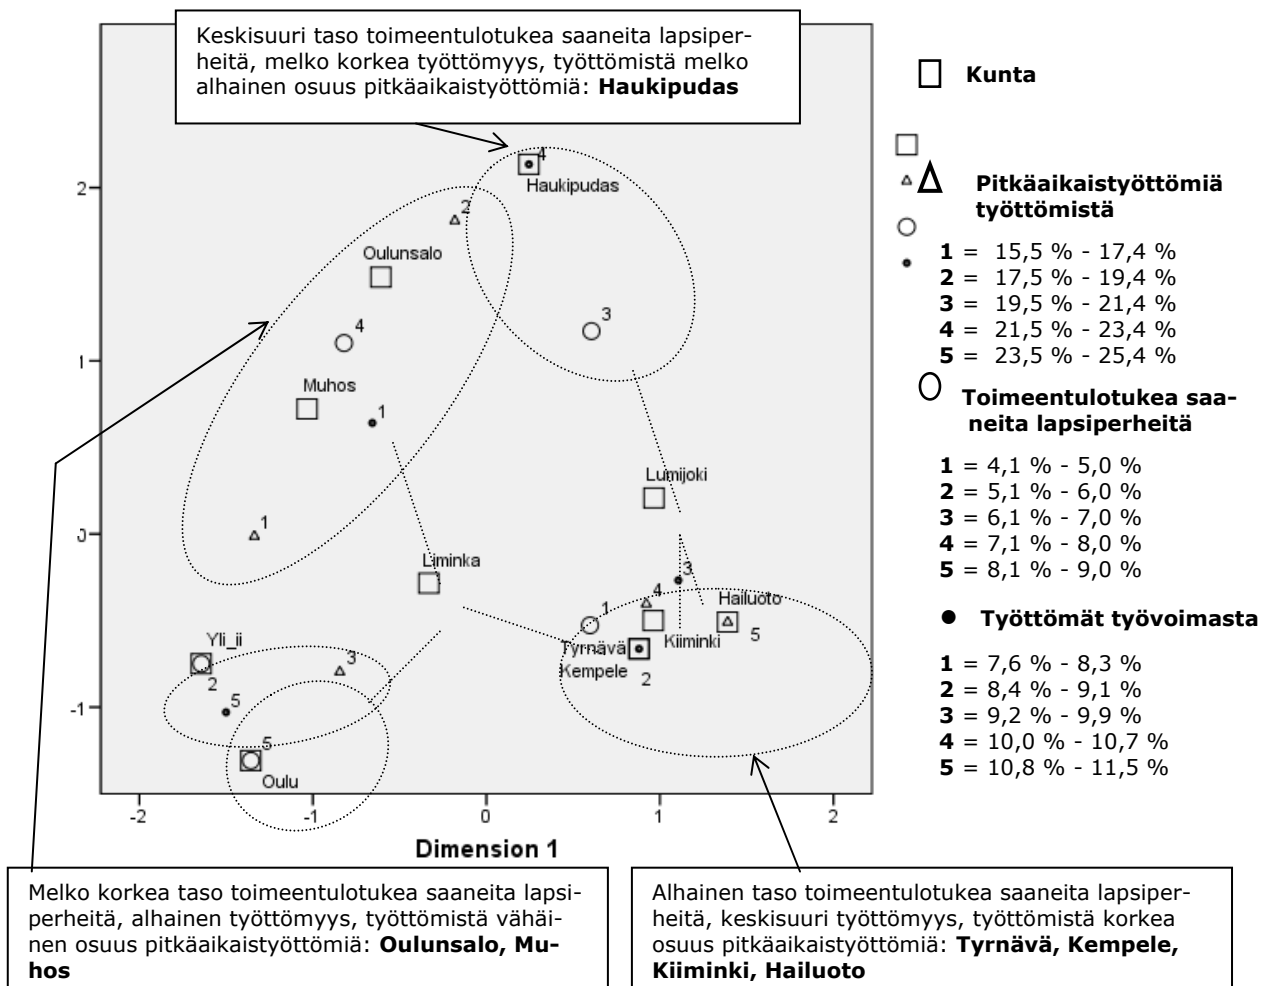 Keskisuuri taso toimeentulotukea saaneita lapsiper-
heitä, melko korkea työttömyys, työttömistä melko
alhainen osuus pitkäaikaistyöttömiä: Haukipudas
Kunta
Pitkäaikaistyöttömiä
työttömistä
1 = 15,5 % - 17,4 %
2 = 17,5 % - 19,4 %
3 = 19,5 % - 21,4 %
4 = 21,5 % - 23,4 %
5 = 23,5 % - 25,4 %
Toimeentulotukea saa-
neita lapsiperheitä
1 = 4,1 % - 5,0 %
2 = 5,1 % - 6,0 %
3 = 6,1 % - 7,0 %
4 = 7,1 % - 8,0 %
5 = 8,1 % - 9,0 %
Työttömät työvoimasta
1 = 7,6 % - 8,3 %
2 = 8,4 % - 9,1 %
3 = 9,2 % - 9,9 %
4 = 10,0 % - 10,7 %
5 = 10,8 % - 11,5 %
4
Haukipudas
2
2
Oulunsalo
4
3
1
Muhos
1
Lumijoki
1
0
Liminka
3
4
Hailuoto
1
5
Kiiminki
Tyrnävä
Kempele
2
Yli_ii
3
2
5
-1
5
Oulu
-2
-1
0
1
2
Dimension 1
Melko korkea taso toimeentulotukea saaneita lapsi-
perheitä, alhainen työttömyys, työttömistä vähäi-
nen osuus pitkäaikaistyöttömiä: Oulunsalo, Mu-
hos
Alhainen taso toimeentulotukea saaneita lapsiper-
heitä, keskisuuri työttömyys, työttömistä korkea
osuus pitkäaikaistyöttömiä: Tyrnävä, Kempele,
Kiiminki, Hailuoto